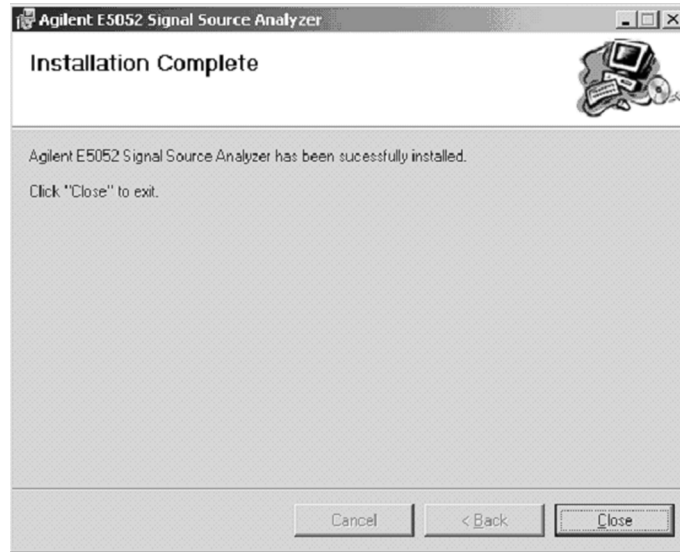 Agilent E5052 Signal Source Analyzer
Installation Complete
Agilent E5052 Signal Source Analyzer has been sucessfully installed.
Click "Close" to exit.
Cancel
< Back
Close